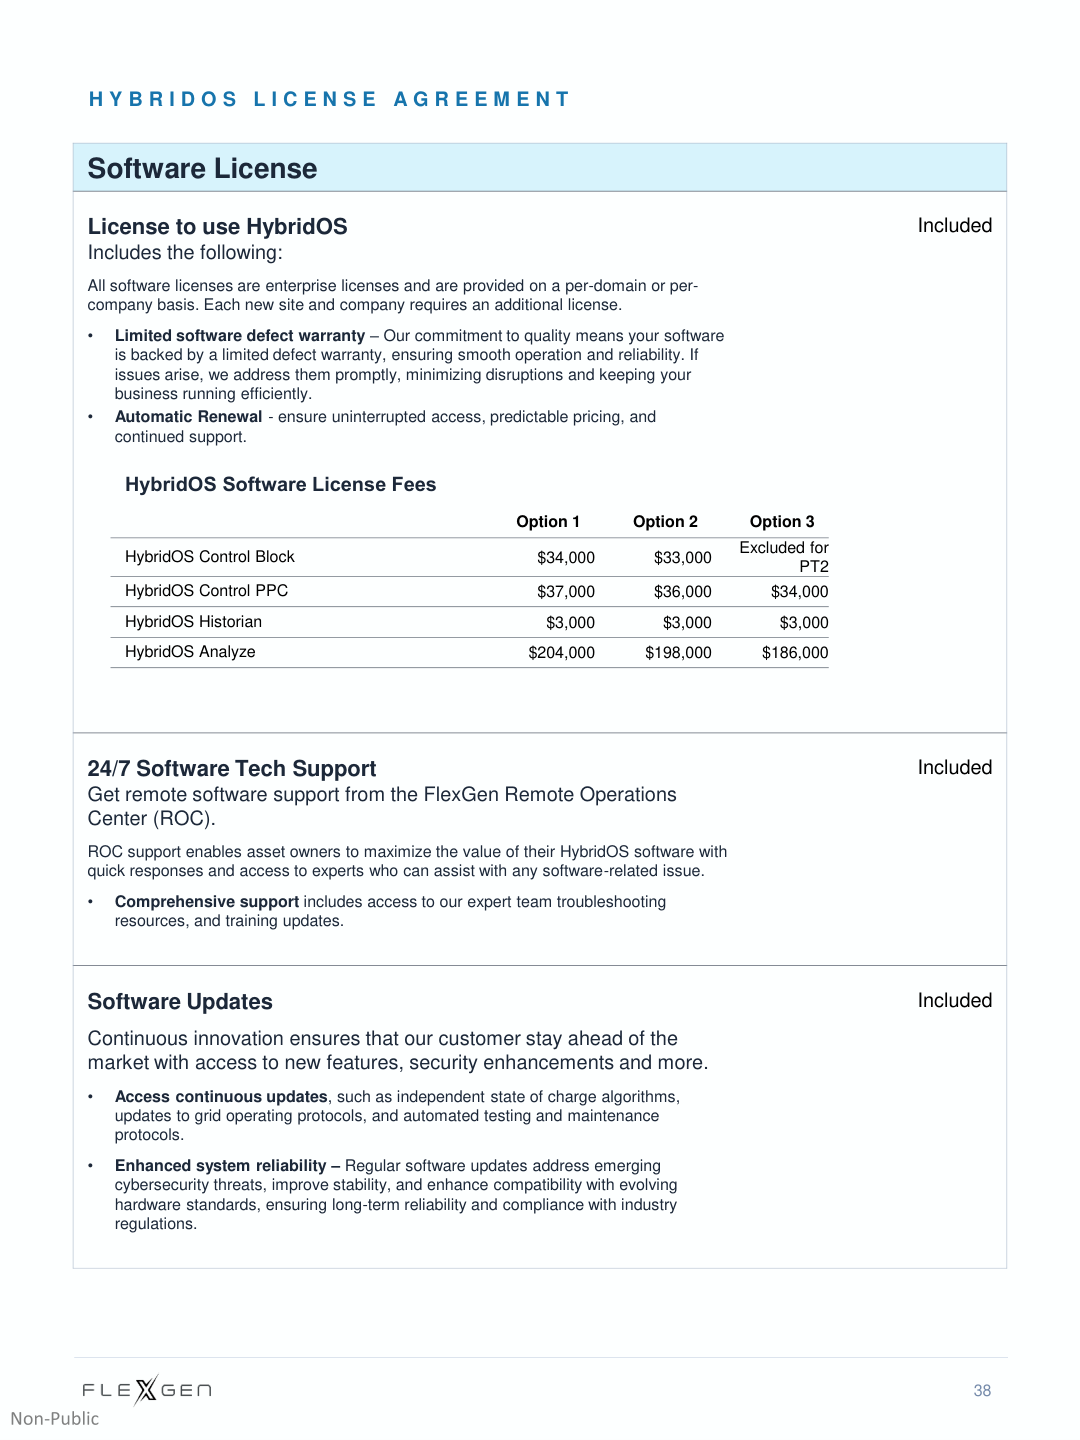 HYBRIDOS LICENSE AGREEMENT
Software License
License to use HybridOS
Included
Includes the following:
All software licenses are enterprise licenses and are provided on a per-domain or per-
company basis. Each new site and company requires an additional license.
• Limited software defect warranty – Our commitment to quality means your software
is backed by a limited defect warranty, ensuring smooth operation and reliability. If
issues arise, we address them promptly, minimizing disruptions and keeping your
business running efficiently.
• Automatic Renewal - ensure uninterrupted access, predictable pricing, and
continued support.
HybridOS Software License Fees
Option 1 Option 2 Option 3
HybridOS Control Block $34,000 $33,000 Excluded for
PT2
HybridOS Control PPC $37,000 $36,000 $34,000
HybridOS Historian $3,000 $3,000 $3,000
HybridOS Analyze $204,000 $198,000 $186,000
24/7 Software Tech Support
Included
Get remote software support from the FlexGen Remote Operations
Center (ROC).
ROC support enables asset owners to maximize the value of their HybridOS software with
quick responses and access to experts who can assist with any software-related issue.
• Comprehensive support includes access to our expert team troubleshooting
resources, and training updates.
Software Updates
Included
Continuous innovation ensures that our customer stay ahead of the
market with access to new features, security enhancements and more.
• Access continuous updates, such as independent state of charge algorithms,
updates to grid operating protocols, and automated testing and maintenance
protocols.
• Enhanced system reliability – Regular software updates address emerging
cybersecurity threats, improve stability, and enhance compatibility with evolving
hardware standards, ensuring long-term reliability and compliance with industry
regulations.
FLEXGEN
38
Non-Public